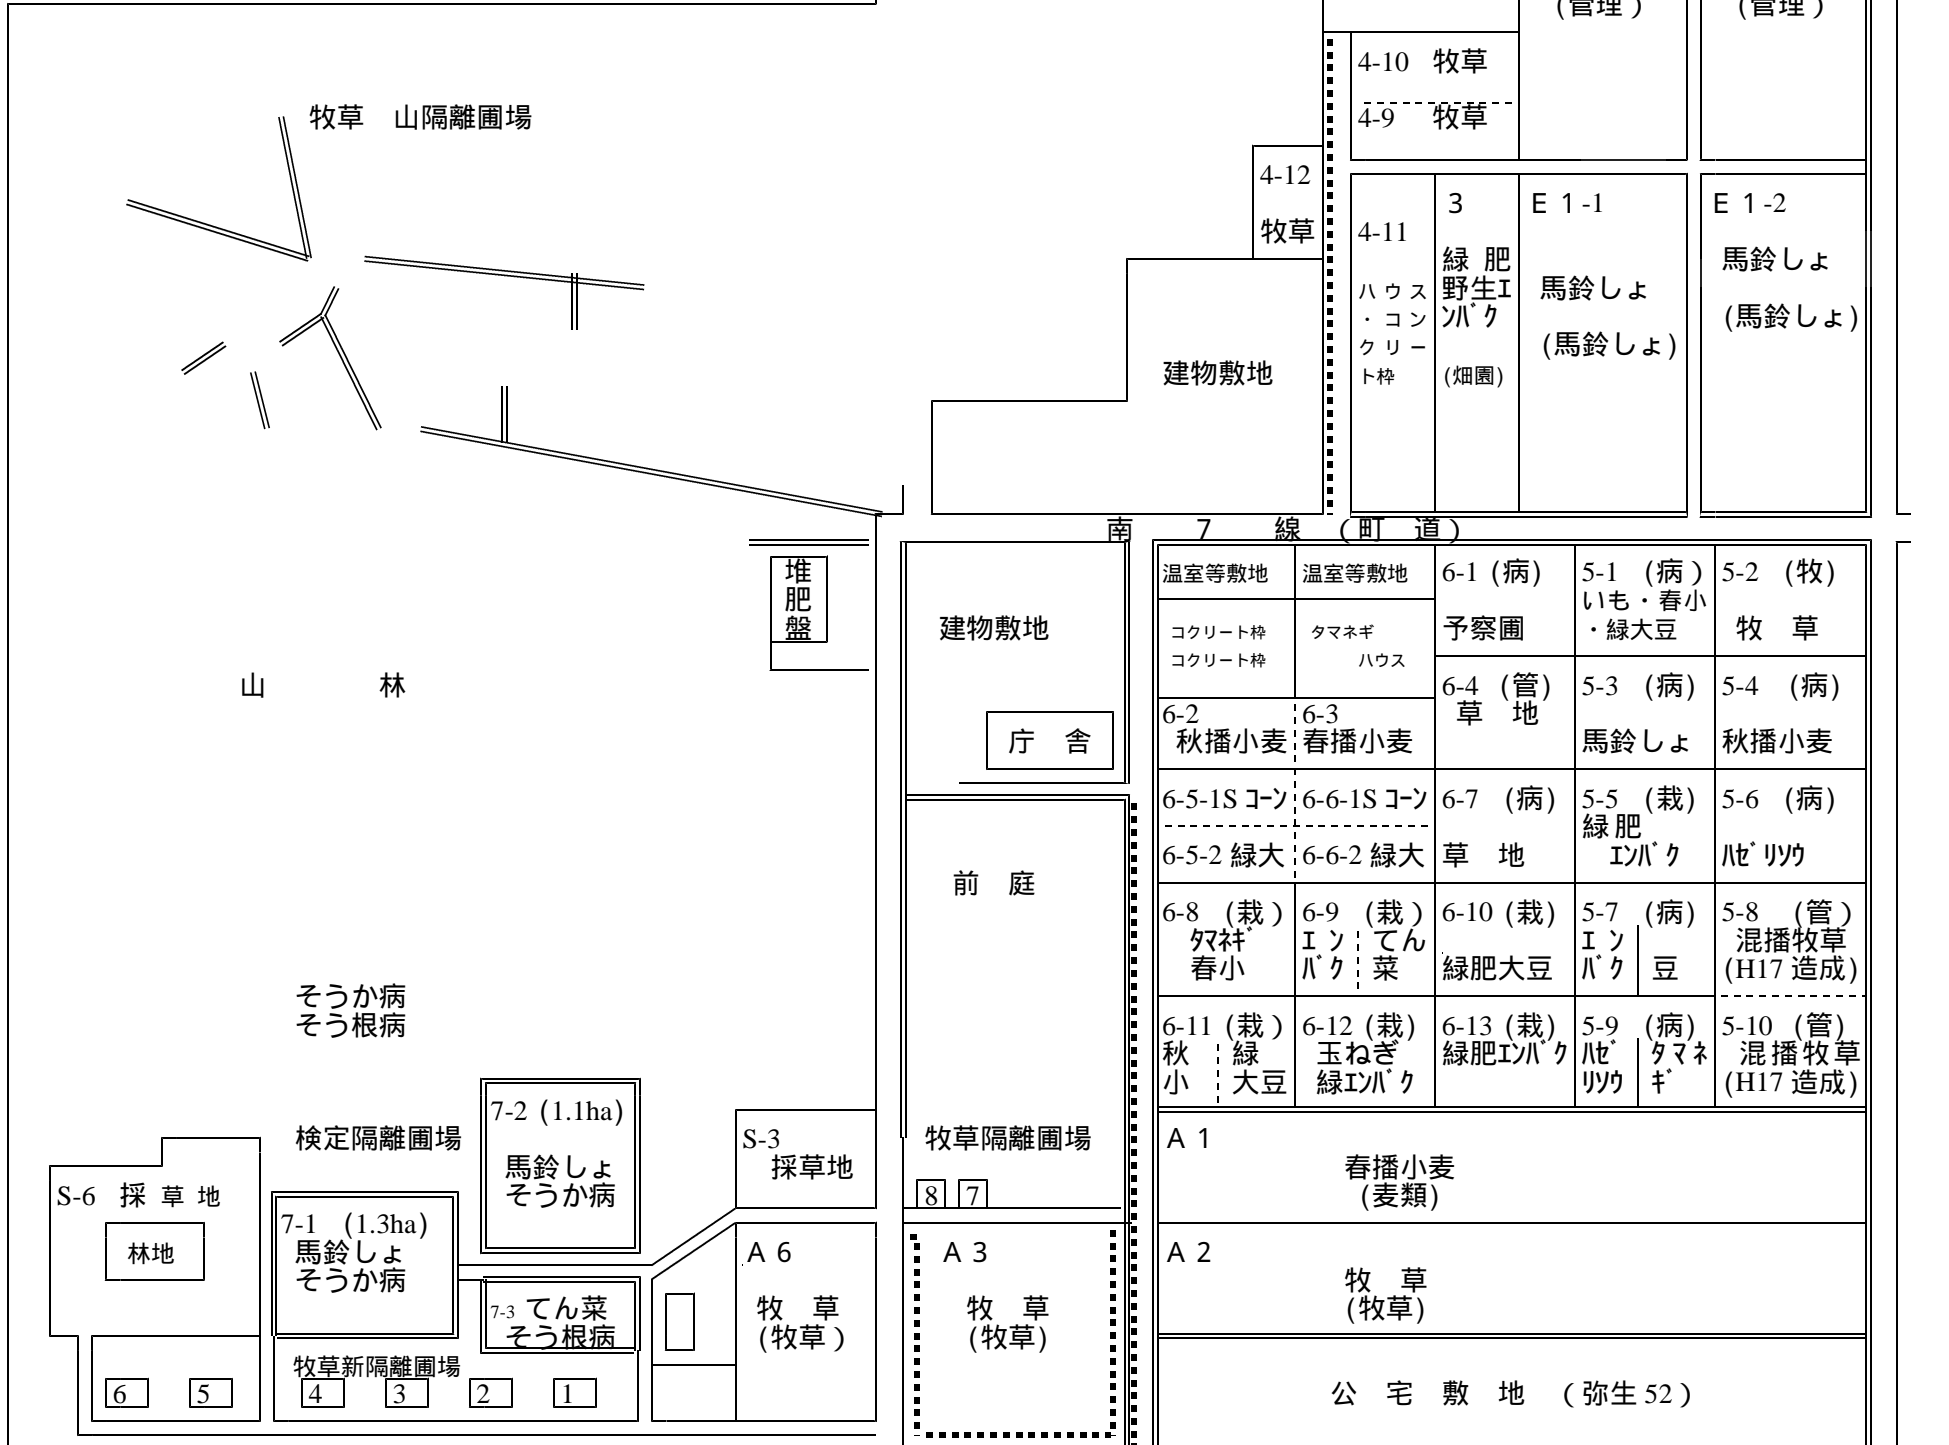 (管理）
(管理）
4-10 牧草
4-9 牧草
牧草　山隔離圃場
4-12
牧草
4-11
ハウス
・コン
クリー
ト枠
３
緑 肥
野生ｴ
ﾝﾊﾞｸ
(畑園)
Ｅ１-1
馬鈴しょ
(馬鈴しょ)
Ｅ１-2
馬鈴しょ
(馬鈴しょ)
建物敷地
南　７　線　（町　道）
堆
肥
盤
建物敷地
庁　舎
山　　林
前　庭
温室等敷地
コクリート枠
コクリート枠
温室等敷地
タマネギ
ハウス
6-1 (病)
予察圃
5-1 (病）
いも・春小
・緑大豆
5-2 (牧)
牧　草
6-2
秋播小麦
6-3
春播小麦
6-4 (管)
草　地
5-3 (病)
馬鈴しょ
5-4 (病)
秋播小麦
6-5-1S ｺｰﾝ
6-5-2 緑大
6-6-1S ｺｰﾝ
6-6-2 緑大
6-7 (病)
草　地
5-5 (栽)
緑肥
ｴﾝﾊﾞｸ
5-6 (病)
ﾊｾﾞﾘｿｳ
6-8 (栽）
ﾀﾏﾈｷﾞ
春小
6-9 (栽）
ｴﾝ
ﾊﾞｸ
てん
菜
6-10 (栽)
緑肥大豆
5-7 (病)
ｴﾝ
ﾊﾞｸ
豆
5-8 (管）
混播牧草
(H17 造成)
6-11 (栽）
秋
小
緑
大豆
6-12 (栽)
玉ねぎ
緑ｴﾝﾊﾞｸ
6-13 (栽)
緑肥ｴﾝﾊﾞｸ
5-9 (病)
ﾊｾﾞ
ﾘｿｳ
ﾀﾏﾈ
ｷﾞ
5-10 (管)
混播牧草
(H17 造成)
そうか病
そう根病
検定隔離圃場
7-2 (1.1ha)
馬鈴しょ
そうか病
S-3
採草地
牧草隔離圃場
8
7
S-6 採 草 地
林地
7-1 (1.3ha)
馬鈴しょ
そうか病
7-3 てん菜
そう根病
牧草新隔離圃場
6
5
4
3
2
1
Ａ６
牧　草
(牧草）
Ａ３
牧　草
(牧草)
Ａ１
春播小麦
(麦類)
Ａ２
牧　草
(牧草)
公　宅　敷　地　（弥生 52）